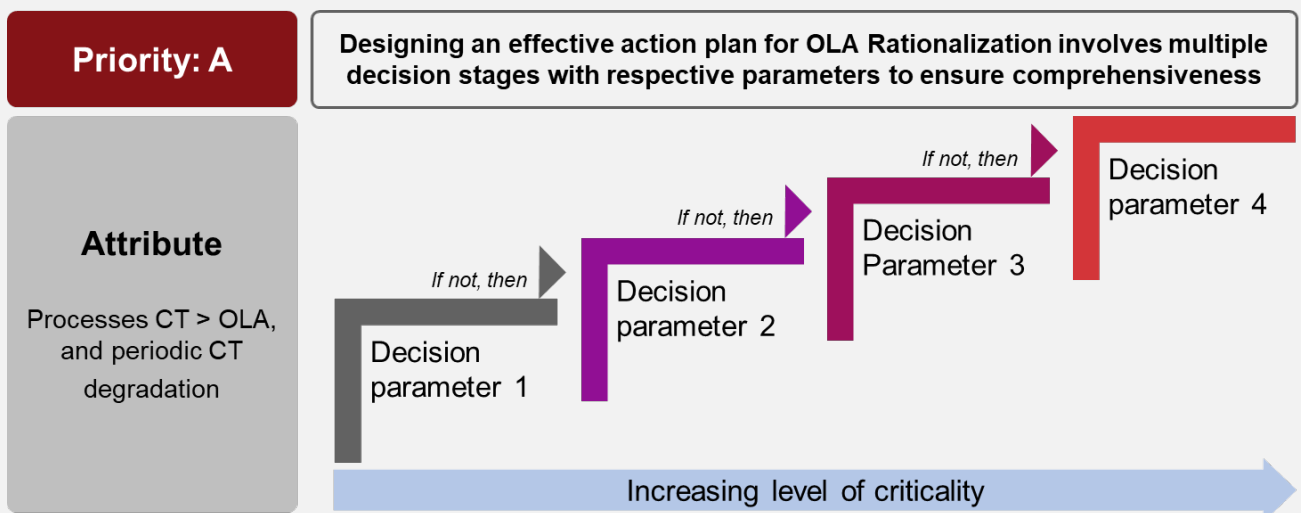 Priority: A
Designing an effective action plan for OLA Rationalization involves multiple
decision stages with respective parameters to ensure comprehensiveness
Attribute
Processes CT > OLA,
and periodic CT
degradation
If not, then
Decision
parameter 1
If not, then
Decision
parameter 2
If not, then
Decision
Parameter 3
Decision
parameter 4
Increasing level of criticality